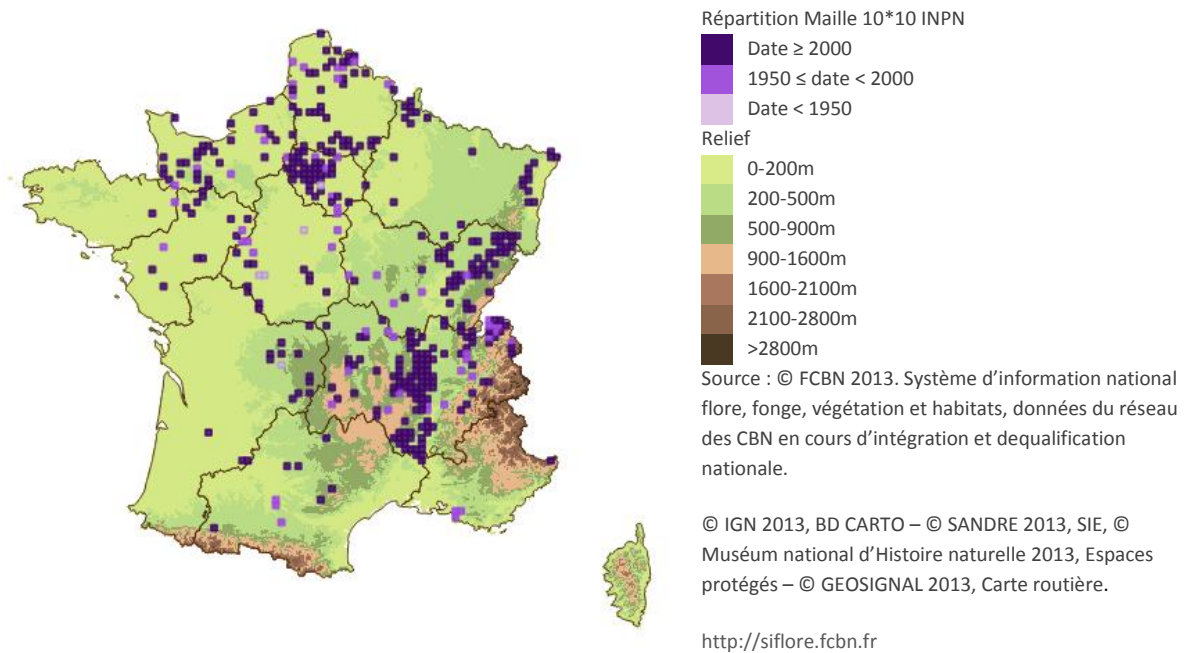 Répartition Maille 10*10 INPN
Date ≥ 2000
1950 ≤ date < 2000
Date < 1950
Relief
0-200m
200-500m
500-900m
900-1600m
1600-2100m
2100-2800m
>2800m
Source : © FCBN 2013. Système d’information national
flore, fonge, végétation et habitats, données du réseau
des CBN en cours d’intégration et dequalification
nationale.
© IGN 2013, BD CARTO – © SANDRE 2013, SIE, ©
Muséum national d’Histoire naturelle 2013, Espaces
protégés – © GEOSIGNAL 2013, Carte routière.
http://siflore.fcbn.fr